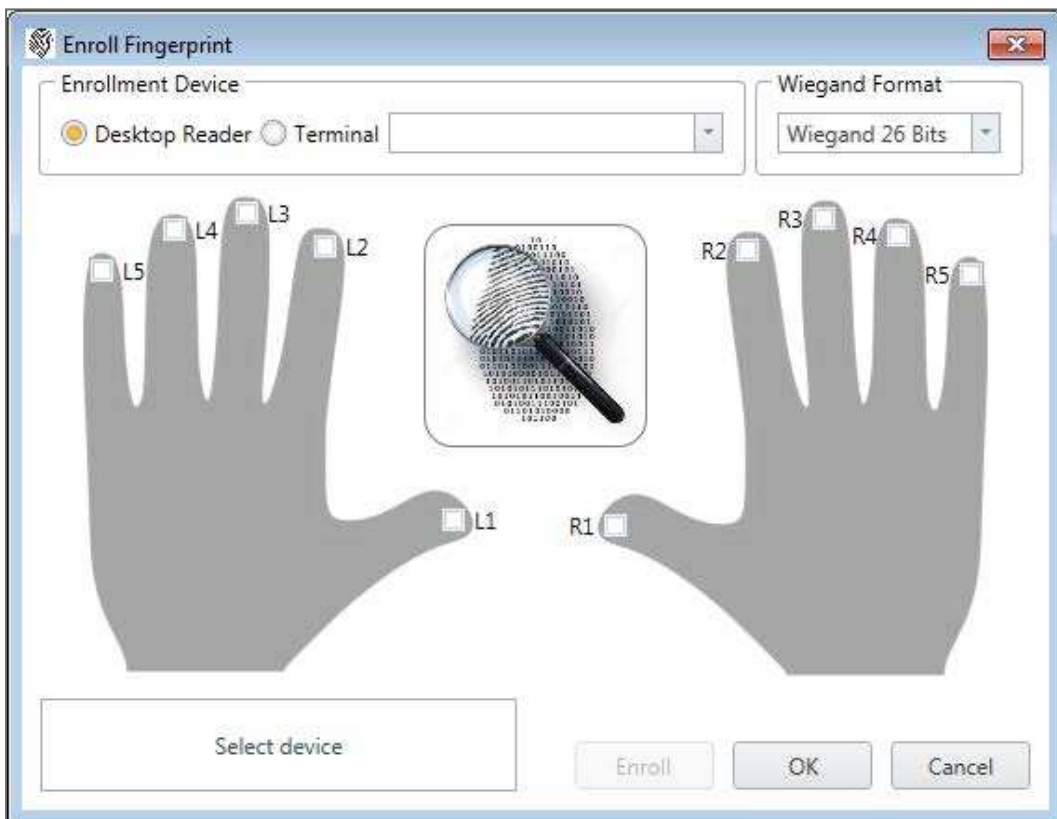 Enroll Fingerprint
Enrollment Device
Wiegand Format
Desktop Reader Terminal
Wiegand 26 Bits
L3
L4
L2
L5
R3
R4
R2
R5
L1
R1
Select device
Enroll
OK
Cancel